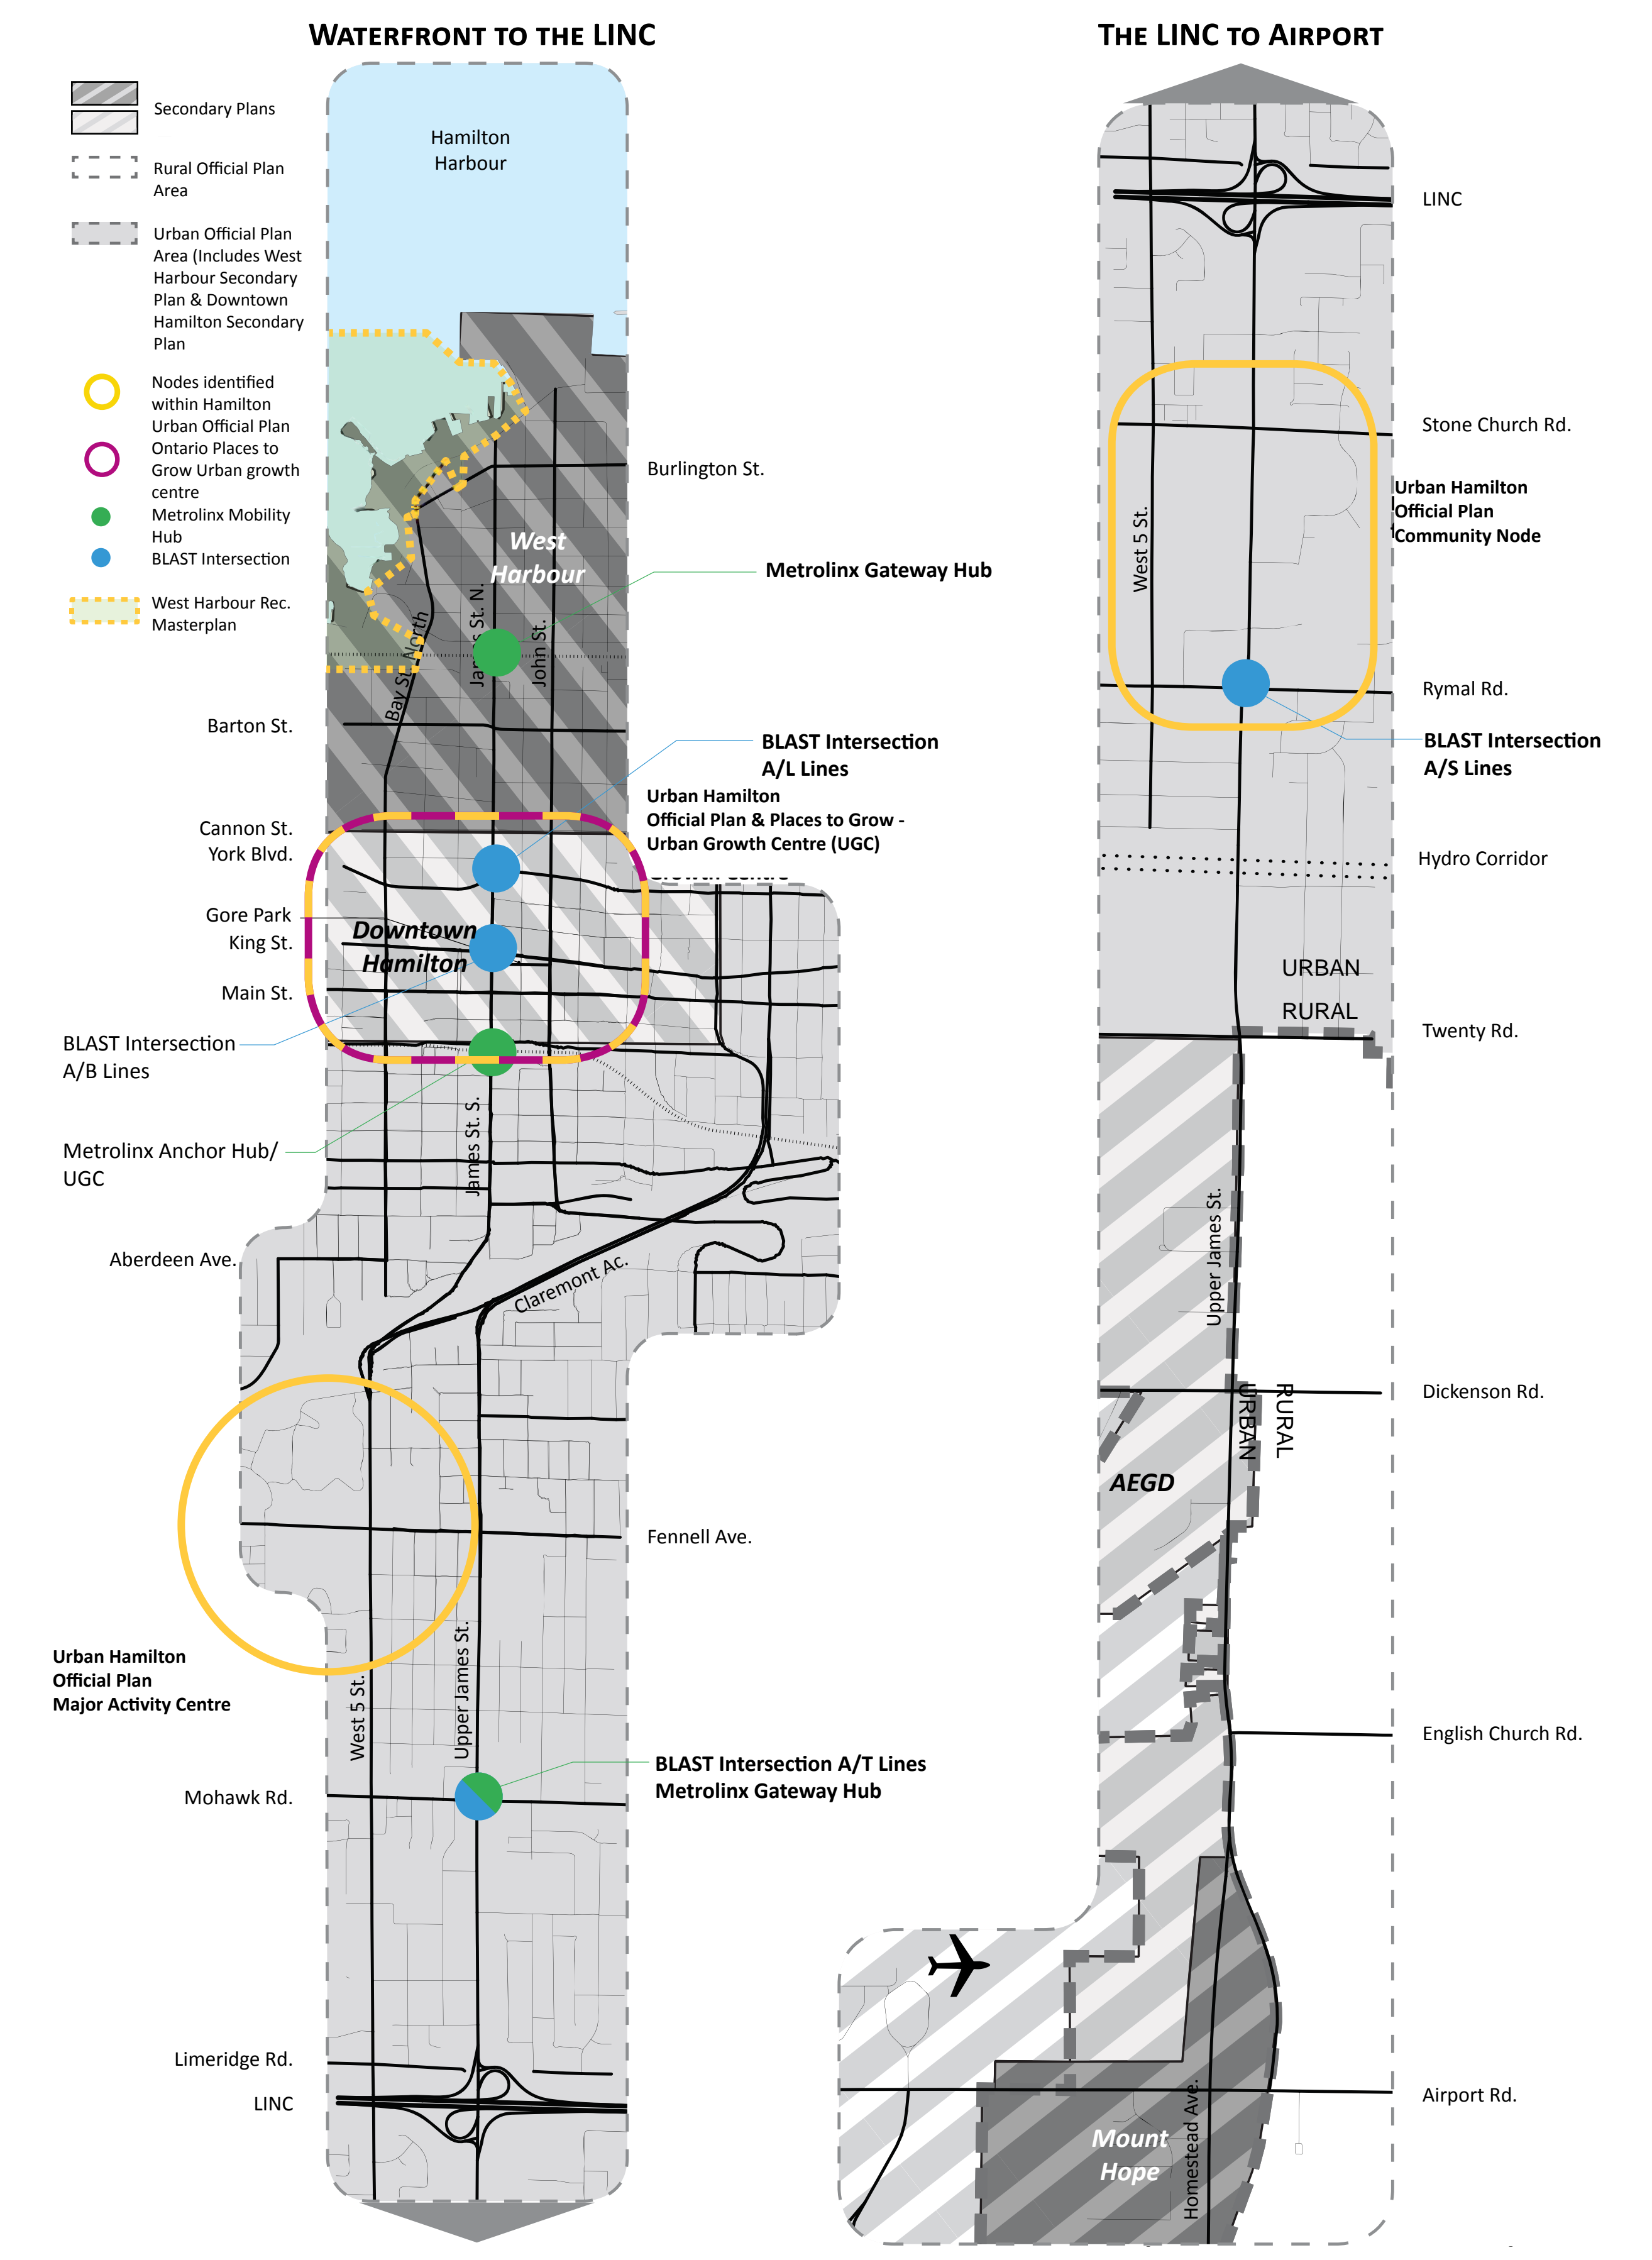 WATERFRONT TO THE LINC
Secondary Plans
Rural Official Plan
Area
Urban Official Plan
Area (Includes West
Harbour Secondary
Plan & Downtown
Hamilton Secondary
Plan
Nodes identified
within Hamilton
Urban Official Plan
Ontario Places to
Grow Urban growth
centre
Metrolinx Mobility
Hub
BLAST Intersection
West Harbour Rec.
Masterplan
Hamilton
Harbour
Burlington St.
West
Harbour
Metrolinx Gateway Hub
Bay St. North
James St. N.
John St.
Barton St.
BLAST Intersection
A/L Lines
Urban Hamilton
Official Plan & Places to Grow -
Urban Growth Centre (UGC)
Cannon St.
York Blvd.
Gore Park
King St.
Downtown
Hamilton
Main St.
BLAST Intersection
A/B Lines
Metrolinx Anchor Hub/
UGC
James St. S.
Aberdeen Ave.
Claremont Ac.
Fennell Ave.
Urban Hamilton
Official Plan
Major Activity Centre
West 5 St.
Upper James St.
BLAST Intersection A/T Lines
Metrolinx Gateway Hub
Mohawk Rd.
Limeridge Rd.
LINC
THE LINC TO AIRPORT
LINC
Stone Church Rd.
Urban Hamilton
Official Plan
Community Node
West 5 St.
Rymal Rd.
BLAST Intersection
A/S Lines
Hydro Corridor
URBAN
RURAL
Twenty Rd.
Upper James St.
Dickenson Rd.
RURAL
URBAN
AEGD
English Church Rd.
Airport Rd.
Homestead Ave.
Mount
Hope